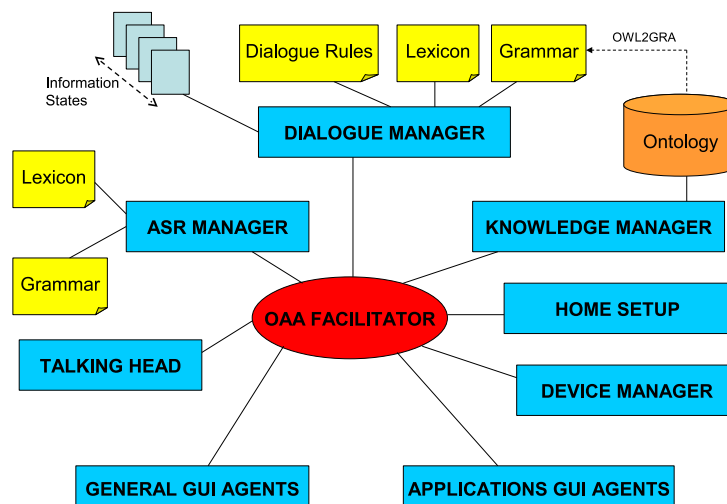 OWL2GRA
Dialogue Rules
Lexicon
Grammar
Information
States
DIALOGUE MANAGER
Ontology
Lexicon
ASR MANAGER
KNOWLEDGE MANAGER
Grammar
OAA FACILITATOR
HOME SETUP
TALKING HEAD
DEVICE MANAGER
GENERAL GUI AGENTS
APPLICATIONS GUI AGENTS